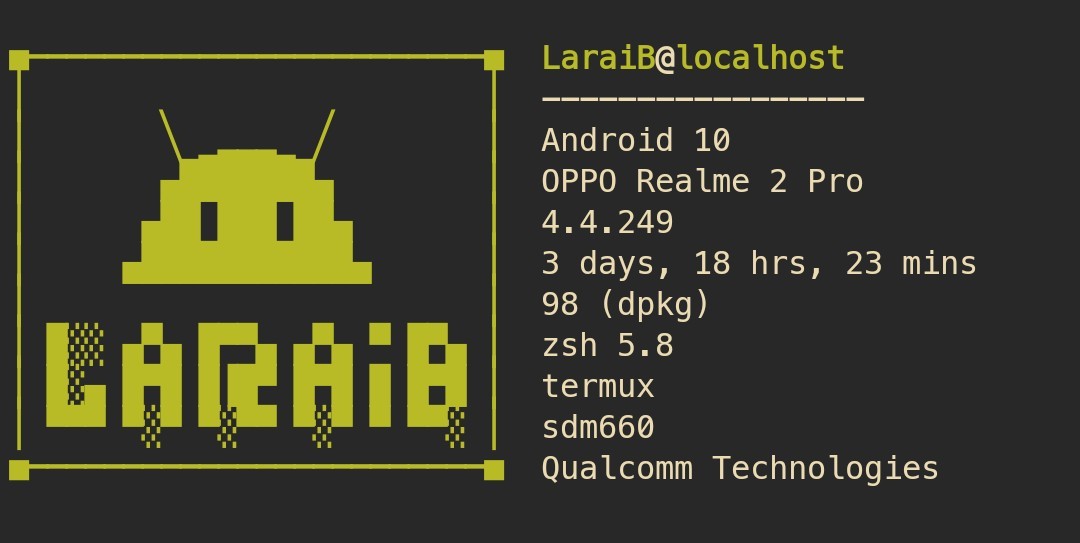 LaraiB@localhost
-----------------
Android 10
OPPO Realme 2 Pro
4.4.249
3 days, 18 hrs, 23 mins
98 (dpkg)
zsh 5.8
termux
sdm660
Qualcomm Technologies
LARAiB